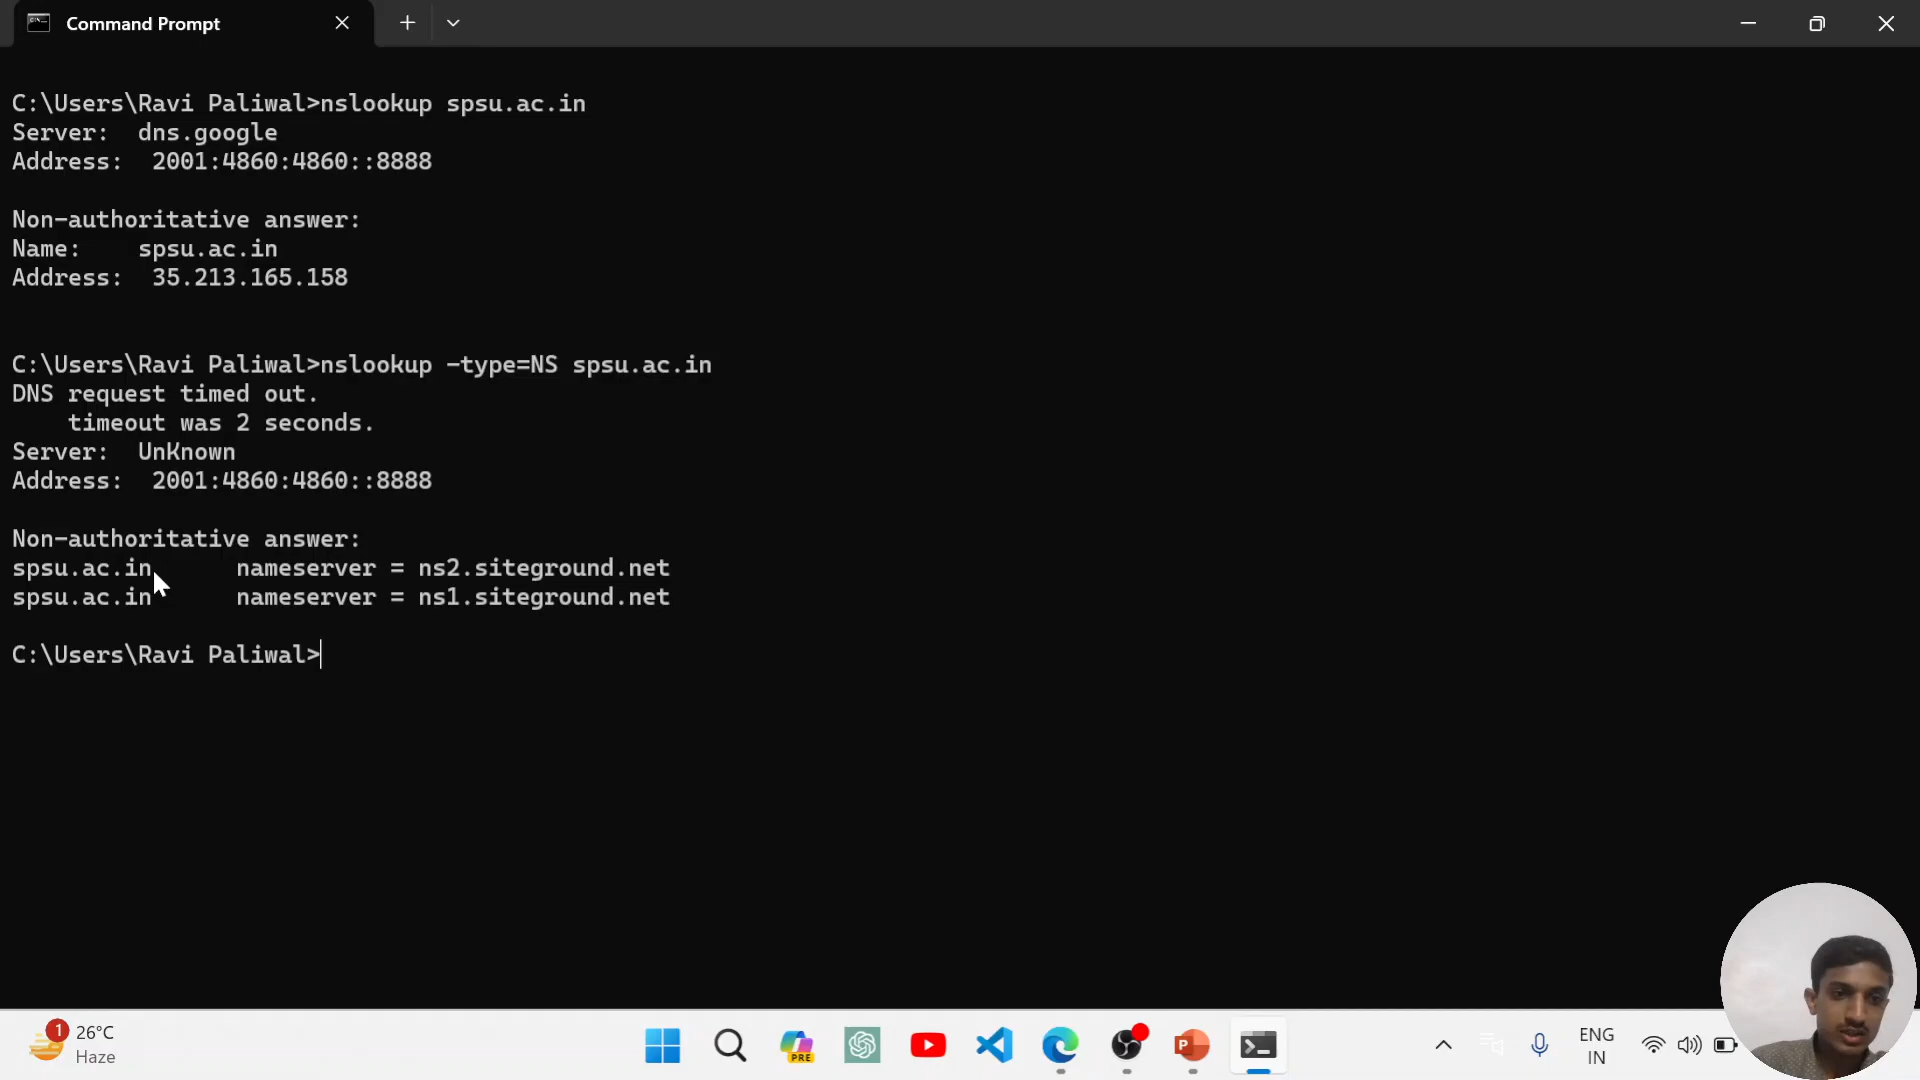 Command Prompt
C:\Users\Ravi Paliwal>nslookup spsu.ac.in
Server:  dns.google
Address:  2001:4860:4860::8888
Non-authoritative answer:
Name:    spsu.ac.in
Address:  35.213.165.158
C:\Users\Ravi Paliwal>nslookup -type=NS spsu.ac.in
DNS request timed out.
    timeout was 2 seconds.
Server:  UnKnown
Address:  2001:4860:4860::8888
Non-authoritative answer:
spsu.ac.in      nameserver = ns2.siteground.net
spsu.ac.in      nameserver = ns1.siteground.net
C:\Users\Ravi Paliwal>
1
26°C
Haze
PRE
P
ENG
IN